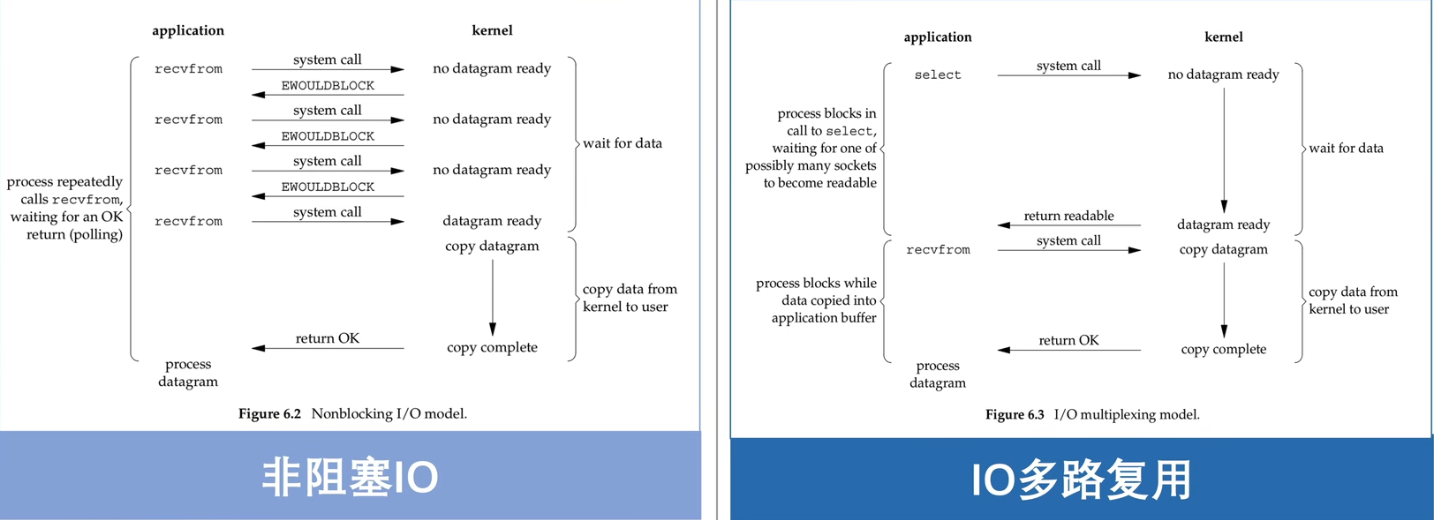 application
kernel
recvfrom
system call
no datagram ready
EWOULDBLOCK
recvfrom
system call
no datagram ready
EWOULDBLOCK
recvfrom
system call
no datagram ready
EWOULDBLOCK
recvfrom
system call
datagram ready
copy datagram
wait for data
process repeatedly
calls recvfrom,
waiting for an OK
return (polling)
copy data from
kernel to user
return OK
copy complete
process
datagram
Figure 6.2 Nonblocking I/O model.
非阻塞IO
application
kernel
select
system call
no datagram ready
process blocks in
call to select,
waiting for one of
possibly many sockets
to become readable
wait for data
return readable
datagram ready
recvfrom
system call
copy datagram
process blocks while
data copied into
application buffer
copy data from
kernel to user
return OK
copy complete
process
datagram
Figure 6.3 I/O multiplexing model.
IO多路复用